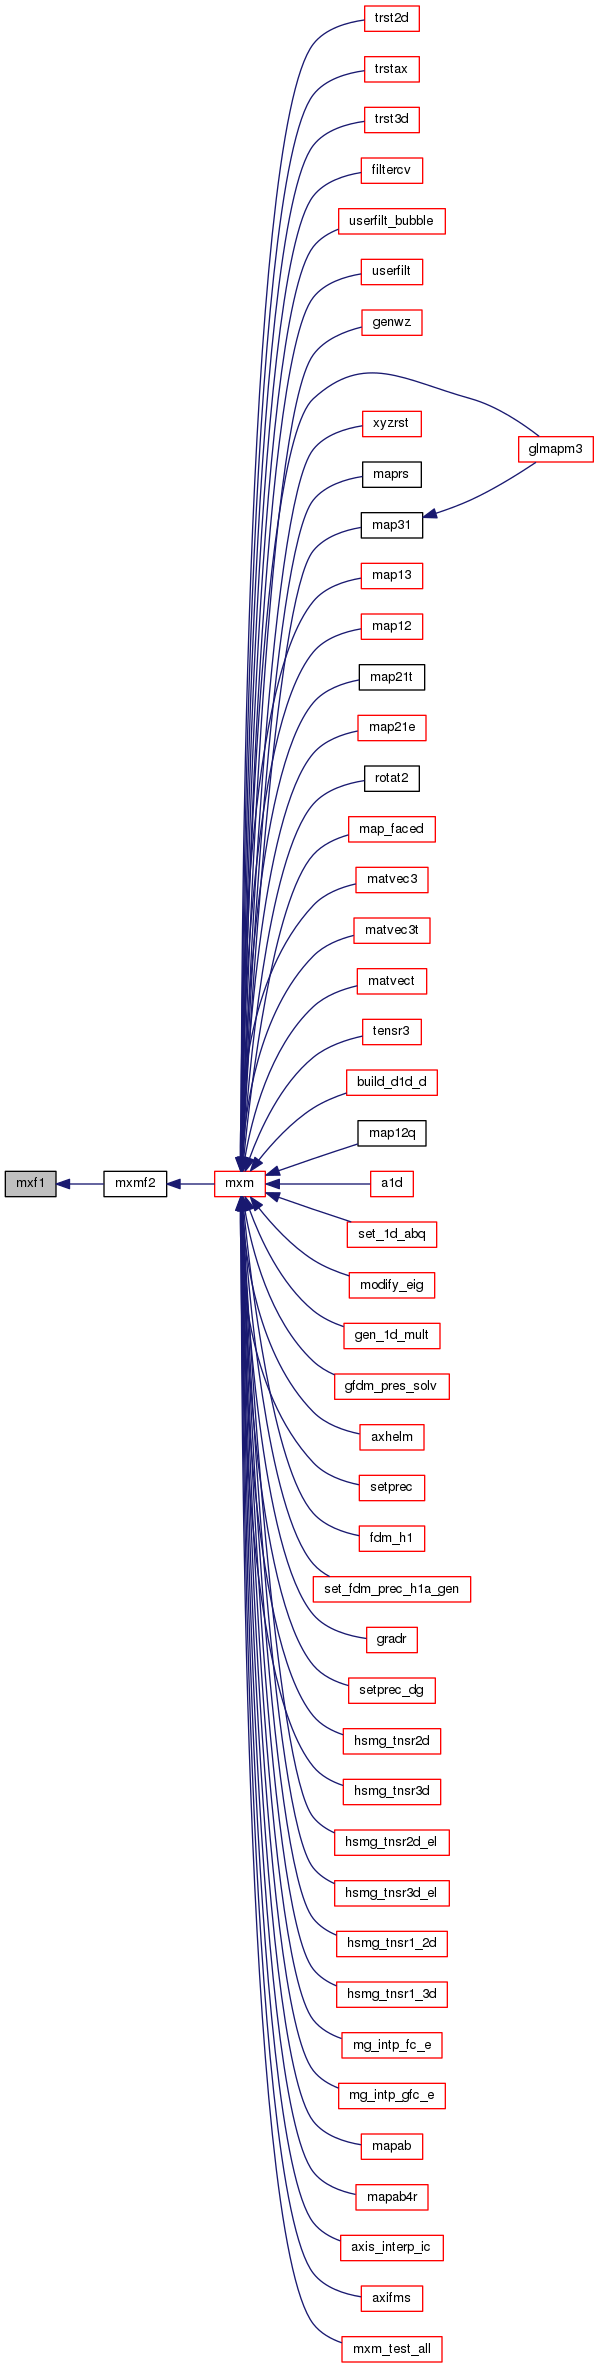 trst2d
trstax
trst3d
filtercv
userfilt_bubble
userfilt
genwz
xyzrst
glmapm3
maprs
map31
map13
map12
map21t
map21e
rotat2
map_faced
matvec3
matvec3t
matvect
tensr3
build_d1d_d
map12q
mxf1
mxmf2
mxm
a1d
set_1d_abq
modify_eig
gen_1d_mult
gfdm_pres_solv
axhelm
setprec
fdm_h1
set_fdm_prec_h1a_gen
gradr
setprec_dg
hsmg_tnsr2d
hsmg_tnsr3d
hsmg_tnsr2d_el
hsmg_tnsr3d_el
hsmg_tnsr1_2d
hsmg_tnsr1_3d
mg_intp_fc_e
mg_intp_gfc_e
mapab
mapab4r
axis_interp_ic
axifms
mxm_test_all